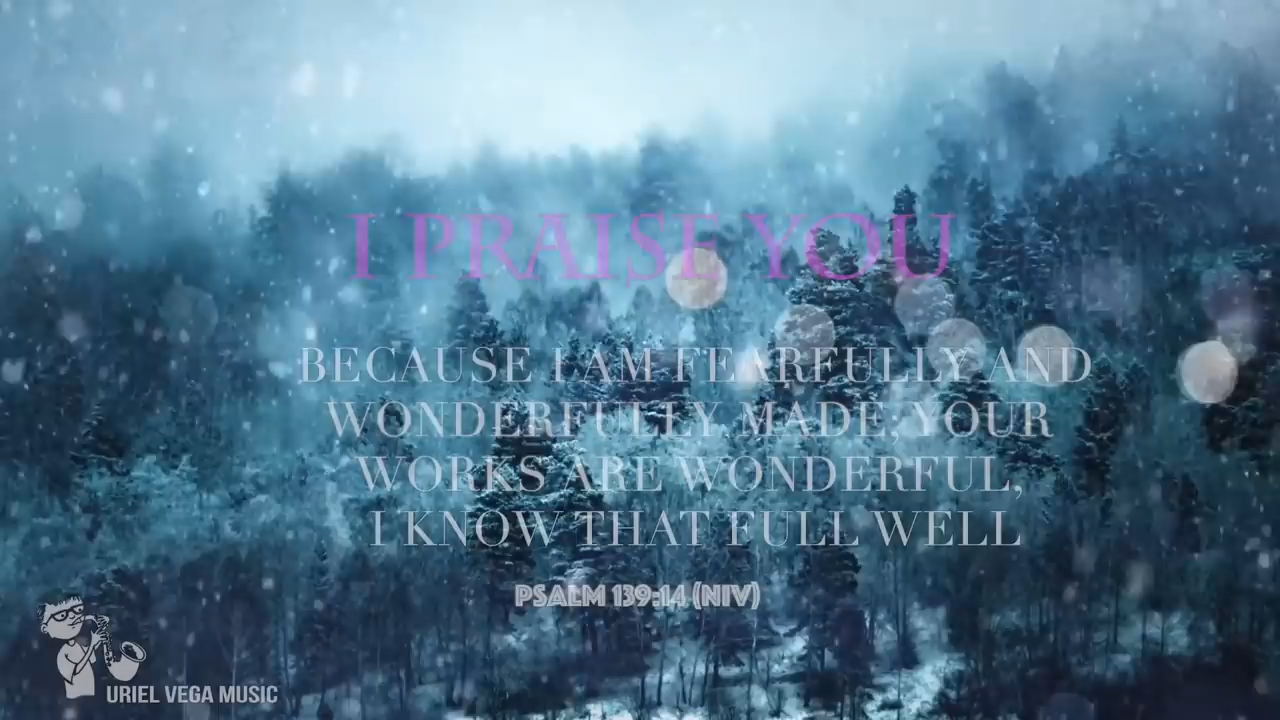 I PRAISE YOU
BECAUSE I AM FEARFULLY AND
WONDERFULLY MADE; YOUR
WORKS ARE WONDERFUL,
I KNOW THAT FULL WELL
PSALM 139:14 (NIV)
URIEL VEGA MUSIC